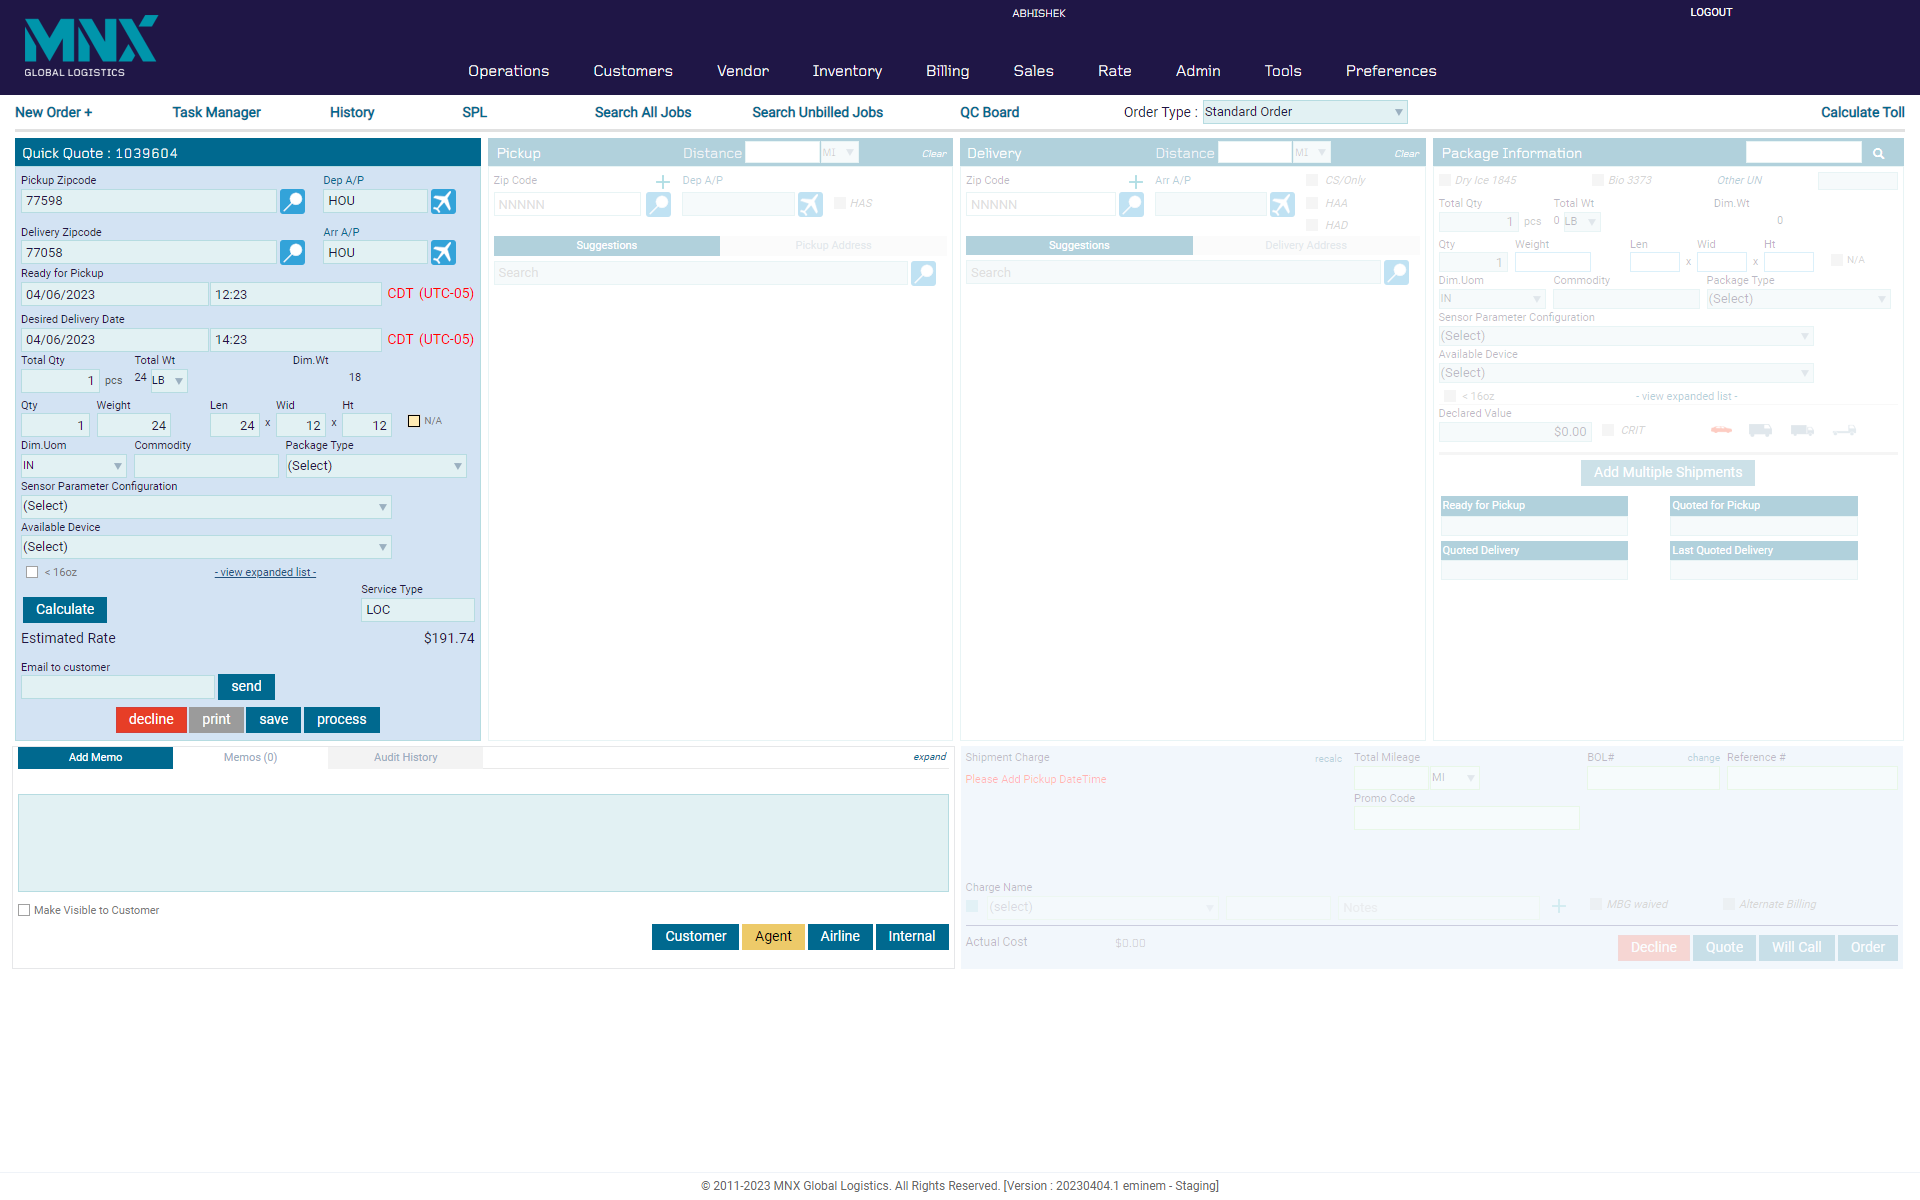 MNX
GLOBAL LOGISTICS
ABHISHEK
LOGOUT
Operations Customers Vendor Inventory Billing Sales Rate Admin Tools Preferences
New Order + Task Manager History SPL Search All Jobs Search Unbilled Jobs QC Board Order Type : Standard Order Calculate Toll
Quick Quote : 1039604
Pickup Zipcode Dep A/P
77598 HOU
Delivery Zipcode Arr A/P
77058 HOU
Ready for Pickup
04/06/2023 12:23 CDT (UTC-05)
Desired Delivery Date
04/06/2023 14:23 CDT (UTC-05)
Total Qty Total Wt Dim.Wt
1 pcs 24 LB 18
Qty Weight Len Wid Ht
1 24 24 x 12 x 12 N/A
Dim.Uom Commodity Package Type
IN (Select)
Sensor Parameter Configuration
(Select)
Available Device
(Select)
< 16oz - view expanded list -
Service Type
Calculate LOC
Estimated Rate $191.74
Email to customer
send
decline print save process
Pickup Distance MI Clear
Zip Code Dep A/P
NNNNN HAS
Suggestions Pickup Address
Search
Delivery Distance MI Clear
Zip Code Arr A/P CS/Only
NNNNN HAA
HAD
Suggestions Delivery Address
Search
Package Information
Dry Ice 1845 Bio 3373 Other UN
Total Qty Total Wt Dim.Wt
1 pcs 0 LB 0
Qty Weight Len Wid Ht
1 x x N/A
Dim.Uom Commodity Package Type
IN (Select)
Sensor Parameter Configuration
(Select)
Available Device
(Select)
< 16oz - view expanded list -
Declared Value
$0.00 CRIT
Add Multiple Shipments
Ready for Pickup Quoted for Pickup
Quoted Delivery Last Quoted Delivery
Add Memo Memos (0) Audit History expand
Make Visible to Customer
Customer Agent Airline Internal
Shipment Charge recalc Total Mileage BOL# change Reference #
Please Add Pickup DateTime MI
Promo Code
Charge Name
(select) Notes MBG waived Alternate Billing
Actual Cost $0.00
Decline Quote Will Call Order
© 2011-2023 MNX Global Logistics. All Rights Reserved. [Version : 20230404.1 eminem - Staging]